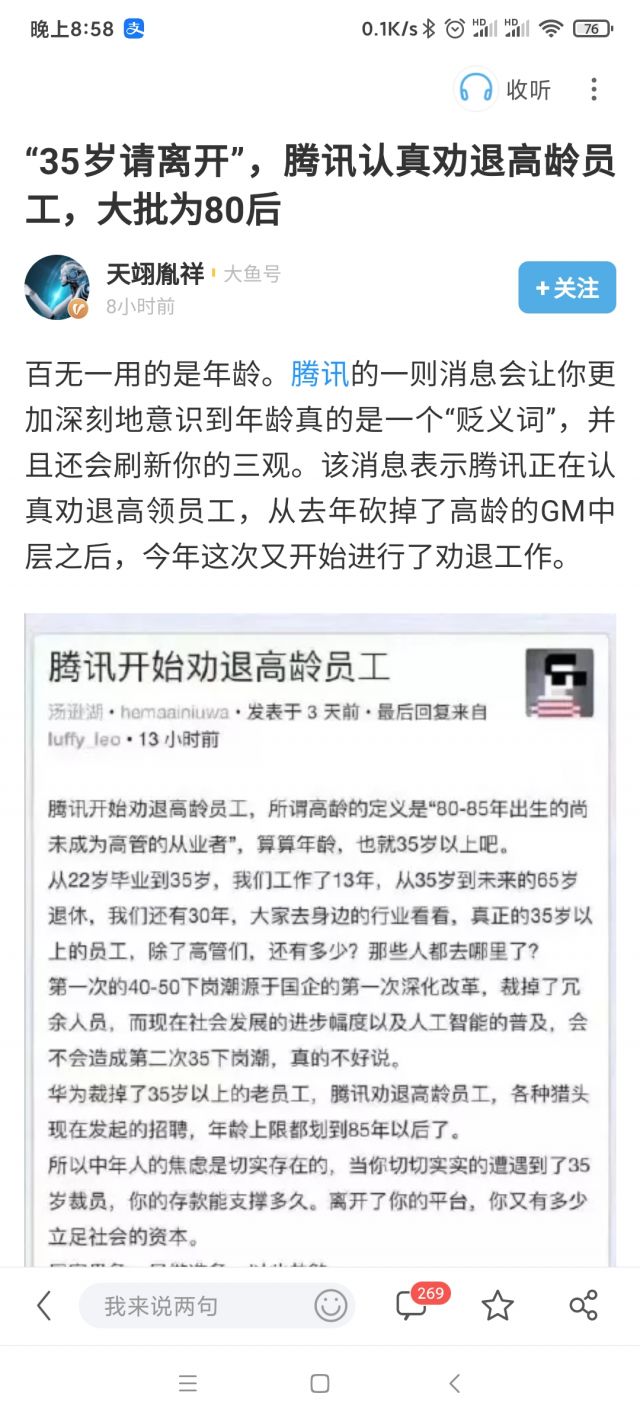 晚上8:58
0.1K/s
HD
HD
76
收听
“35岁请离开”，腾讯认真劝退高龄员
工，大批为80后
天翊胤祥
大鱼号
8小时前
+关注
百无一用的是年龄。腾讯的一则消息会让你更
加深刻地意识到年龄真的是一个“贬义词”，并
且还会刷新你的三观。该消息表示腾讯正在认
真劝退高领员工，从去年砍掉了高龄的GM中
层之后，今年这次又开始进行了劝退工作。
腾讯开始劝退高龄员工
汤逊湖 • hemaainiuwa • 发表于 3 天前 • 最后回复来自
luffy_leo • 13 小时前
腾讯开始劝退高龄员工，所谓高龄的定义是“80-85年出生的尚
未成为高管的从业者”，算算年龄，也就35岁以上吧。
从22岁毕业到35岁，我们工作了13年，从35岁到未来的65岁
退休，我们还有30年，大家去身边的行业看看，真正的35岁以
上的员工，除了高管们，还有多少？那些人都去哪里了？
第一次的40-50下岗潮源于国企的第一次深化改革，裁掉了冗
余人员，而现在社会发展的进步幅度以及人工智能的普及，会
不会造成第二次35下岗潮，真的不好说。
华为裁掉了35岁以上的老员工，腾讯劝退高龄员工，各种猎头
现在发起的招聘，年龄上限都划到85年以后了。
所以中年人的焦虑是切实存在的，当你切切实实的遭遇到了35
岁裁员，你的存款能支撑多久。离开了你的平台，你又有多少
立足社会的资本。
我来说两句
269